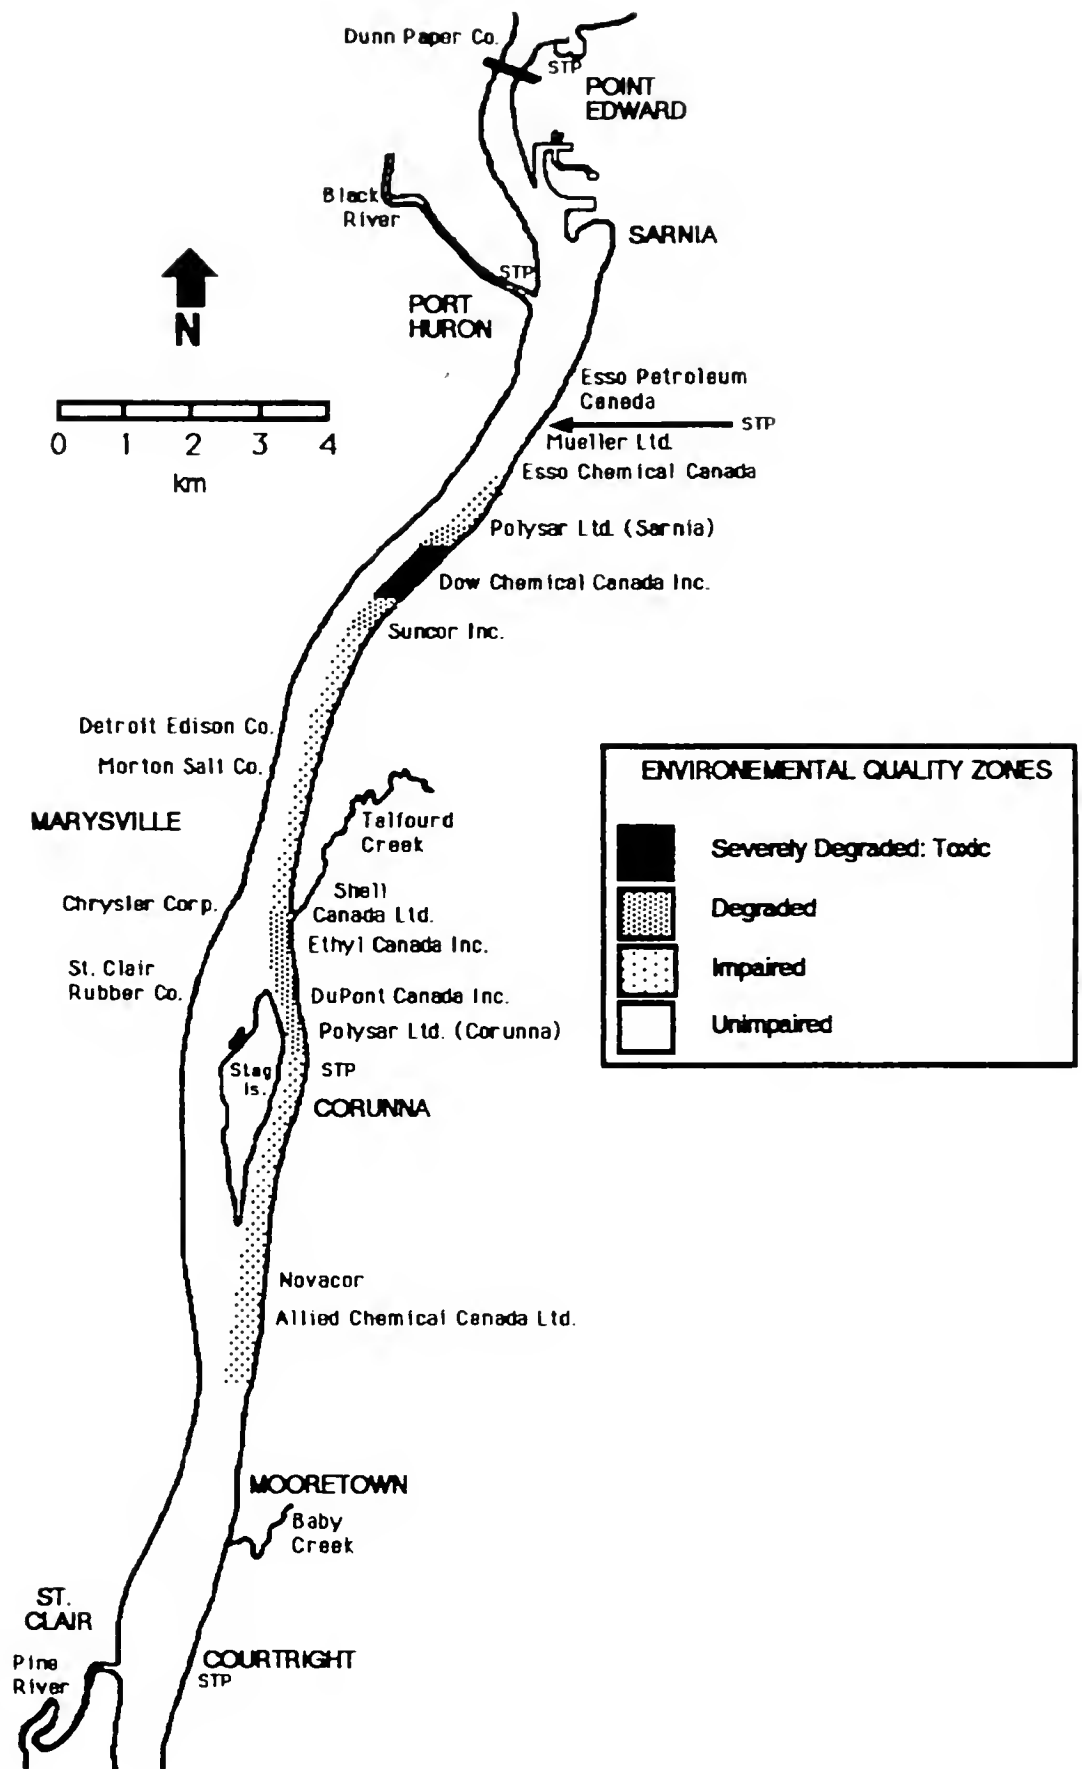 Dunn Paper Co.
STP
POINT
EDWARD
Black
River
SARNIA
STP
PORT
HURON
N
0 1 2 3 4
km
Esso Petroleum
Canada
STP
Mueller Ltd.
Esso Chemical Canada
Polysar Ltd. (Sarnia)
Dow Chemical Canada Inc.
Suncor Inc.
Detroit Edison Co.
Morton Salt Co.
MARYSVILLE
Talfourd
Creek
Chrysler Corp.
Shell
Canada Ltd.
Ethyl Canada Inc.
St. Clair
Rubber Co.
DuPont Canada Inc.
Polysar Ltd. (Corunna)
Stag
Is.
STP
CORUNNA
ENVIRONEMENTAL QUALITY ZONES
Severely Degraded: Toxic
Degraded
Impaired
Unimpaired
Novacor
Allied Chemical Canada Ltd.
MOORETOWN
Baby
Creek
ST.
CLAIR
Pine
River
COURTRIGHT
STP